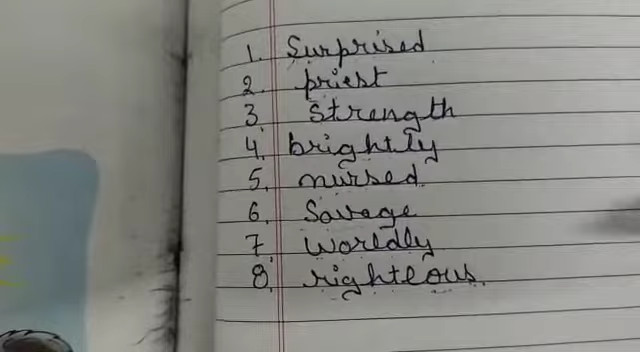 1. Surprised
2. priest
3. Strength
4. brightly
5. nursed
6. Savage
7. Worldly
8. righteous.